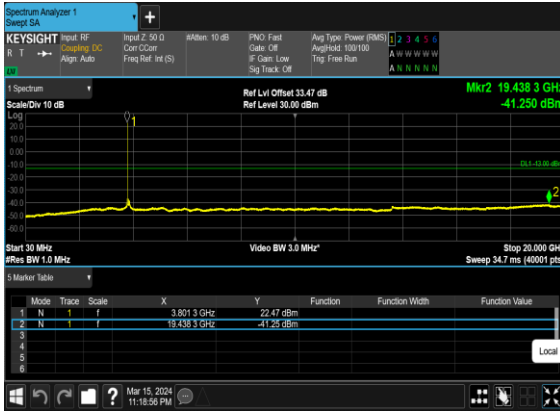 Spectrum Analyzer 1
Swept SA
+
KEYSIGHT Input: RF Input Z: 50 Ω #Atten: 10 dB PNO: Fast Avg Type: Power (RMS) 1 2 3 4 5 6
R T Coupling: DC Corr CCorr Gate: Off Avg|Hold: 100/100 A W W W W W
Align: Auto Freq Ref: Int (S) IF Gain: Low Trig: Free Run
Sig Track: Off A N N N N N
1 Spectrum Ref Lvl Offset 33.47 dB Mkr2 19.438 3 GHz
Scale/Div 10 dB Ref Level 30.00 dBm -41.250 dBm
Log
20.0
10.0
0.00
-10.0
-20.0
-30.0
-40.0
-50.0
-60.0
1
DL1 -13.00 dBm
2
Start 30 MHz Video BW 3.0 MHz* Stop 20.000 GH
#Res BW 1.0 MHz Sweep 34.7 ms (40001 pts
5 Marker Table
Mode Trace Scale X Y Function Function Width Function Value
1 N 1 f 3.801 3 GHz 22.47 dBm
2 N 1 f 19.438 3 GHz -41.25 dBm
3
4
5
6
Local
? Mar 15, 2024
11:18:56 PM